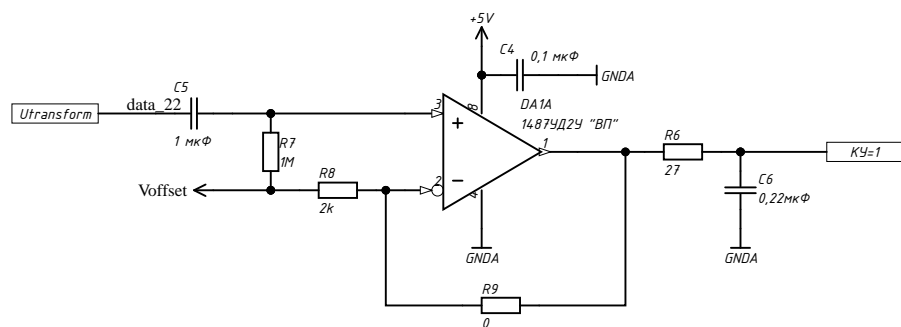 +5V
C4
0,1 мкФ
GNDA
C5
Utransform
data_22
1 мкФ
3
8
DA1A
1487УД2У "ВП"
+
R7
1M
1
R6
27
КУ=1
Voffset
R8
2k
2
−
4
C6
0,22мкФ
GNDA
GNDA
R9
0